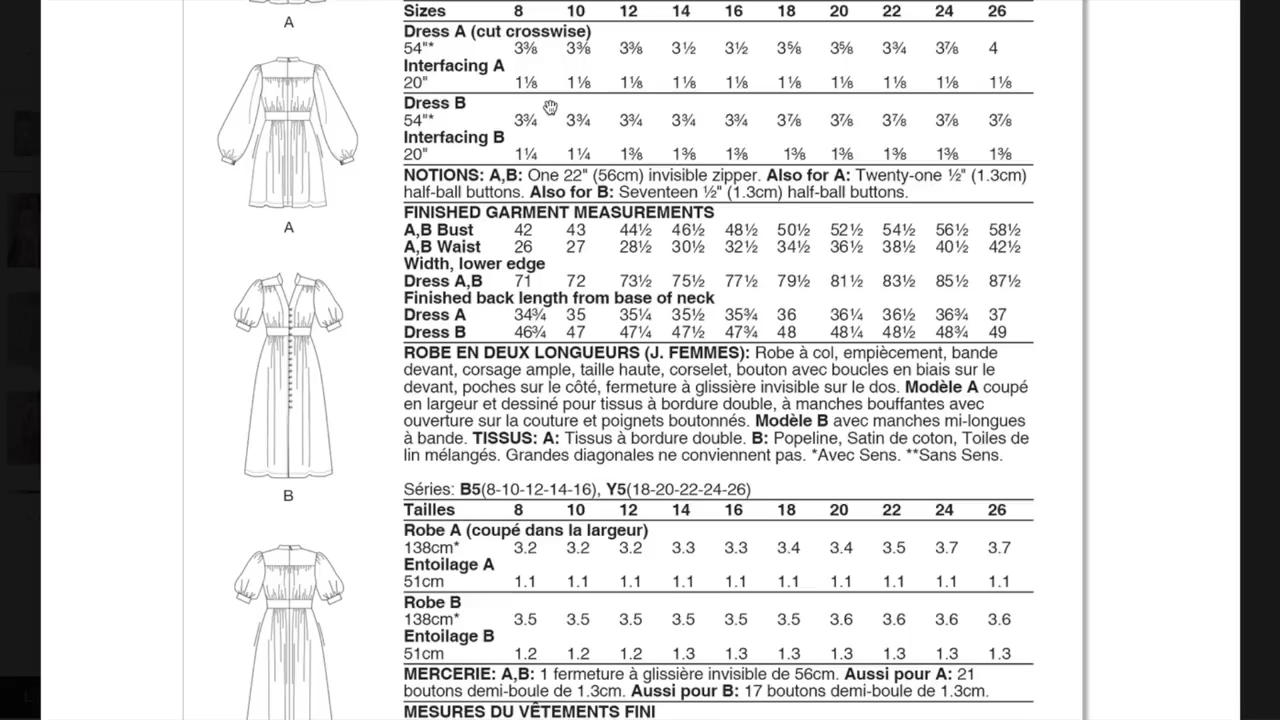 A
A
B
Sizes 8 10 12 14 16 18 20 22 24 26
Dress A (cut crosswise)
54"* 3⅜ 3⅜ 3⅜ 3½ 3½ 3⅝ 3⅝ 3¾ 3⅞ 4
Interfacing A
20" 1⅛ 1⅛ 1⅛ 1⅛ 1⅛ 1⅛ 1⅛ 1⅛ 1⅛ 1⅛
Dress B
54"* 3¾ 3¾ 3¾ 3¾ 3¾ 3⅞ 3⅞ 3⅞ 3⅞ 3⅞
Interfacing B
20" 1¼ 1¼ 1⅜ 1⅜ 1⅜ 1⅜ 1⅜ 1⅜ 1⅜ 1⅜
NOTIONS: A,B: One 22" (56cm) invisible zipper. Also for A: Twenty-one ½" (1.3cm)
half-ball buttons. Also for B: Seventeen ½" (1.3cm) half-ball buttons.
FINISHED GARMENT MEASUREMENTS
A,B Bust 42 43 44½ 46½ 48½ 50½ 52½ 54½ 56½ 58½
A,B Waist 26 27 28½ 30½ 32½ 34½ 36½ 38½ 40½ 42½
Width, lower edge
Dress A,B 71 72 73½ 75½ 77½ 79½ 81½ 83½ 85½ 87½
Finished back length from base of neck
Dress A 34¾ 35 35¼ 35½ 35¾ 36 36¼ 36½ 36¾ 37
Dress B 46¾ 47 47¼ 47½ 47¾ 48 48¼ 48½ 48¾ 49
ROBE EN DEUX LONGUEURS (J. FEMMES): Robe à col, empiècement, bande
devant, corsage ample, taille haute, corselet, bouton avec boucles en biais sur le
devant, poches sur le côté, fermeture à glissière invisible sur le dos. Modèle A coupé
en largeur et dessiné pour tissus à bordure double, à manches bouffantes avec
ouverture sur la couture et poignets boutonnés. Modèle B avec manches mi-longues
à bande. TISSUS: A: Tissus à bordure double. B: Popeline, Satin de coton, Toiles de
lin mélangés. Grandes diagonales ne conviennent pas. *Avec Sens. **Sans Sens.
Séries: B5(8-10-12-14-16), Y5(18-20-22-24-26)
Tailles 8 10 12 14 16 18 20 22 24 26
Robe A (coupé dans la largeur)
138cm* 3.2 3.2 3.2 3.3 3.3 3.4 3.4 3.5 3.7 3.7
Entoilage A
51cm 1.1 1.1 1.1 1.1 1.1 1.1 1.1 1.1 1.1 1.1
Robe B
138cm* 3.5 3.5 3.5 3.5 3.5 3.5 3.6 3.6 3.6 3.6
Entoilage B
51cm 1.2 1.2 1.2 1.3 1.3 1.3 1.3 1.3 1.3 1.3
MERCERIE: A,B: 1 fermeture à glissière invisible de 56cm. Aussi pour A: 21
boutons demi-boule de 1.3cm. Aussi pour B: 17 boutons demi-boule de 1.3cm.
MESURES DU VÊTEMENTS FINI